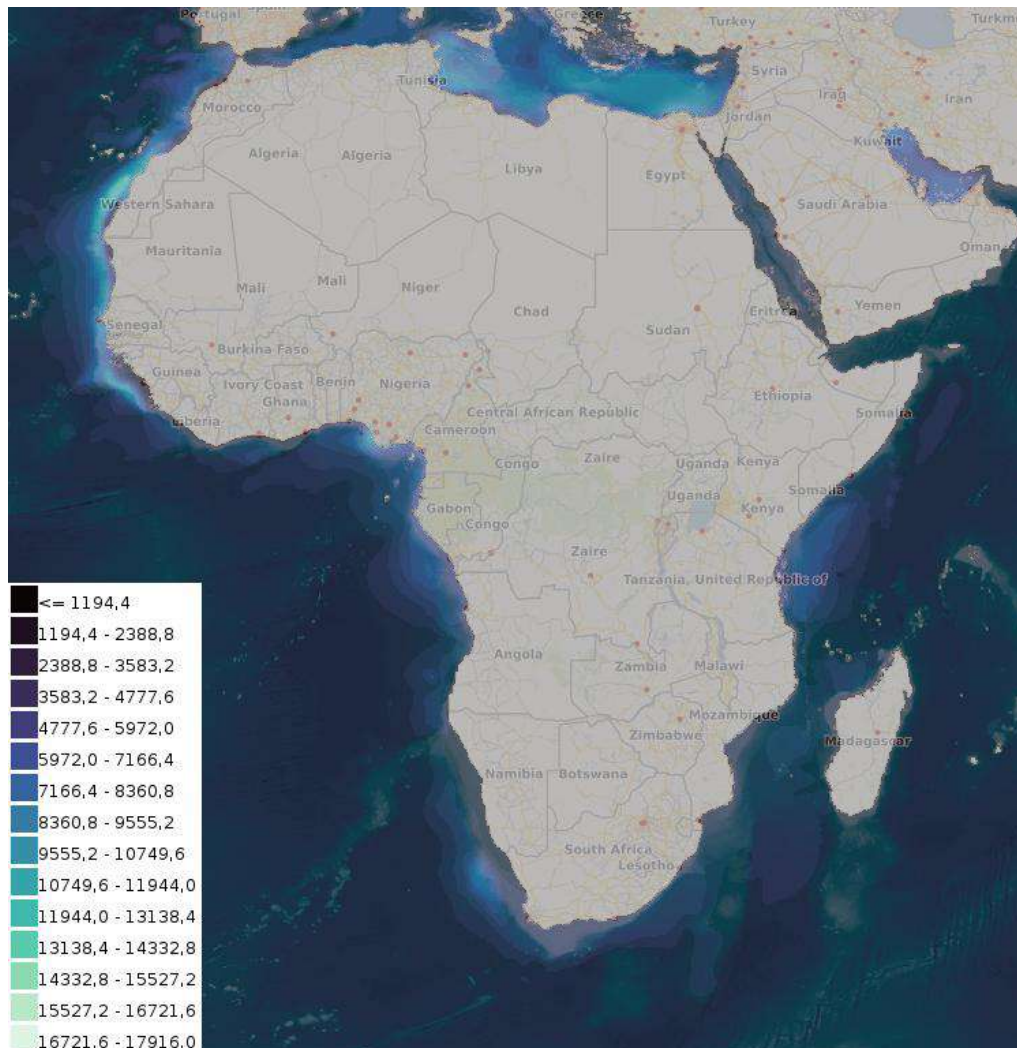 Portugal
Greece
Turkey
Turkm
Tunisia
Syria
Morocco
Iraq
Iran
Jordan
Algeria
Algeria
Kuwait
Libya
Egypt
Western Sahara
Saudi Arabia
Mauritania
Oman
Mali
Mali
Niger
Chad
Yemen
Eritrea
Senegal
Sudan
Burkina Faso
Guinea
Ivory Coast
Benin
Nigeria
Ethiopia
Ghana
Central African Republic
Somalia
Liberia
Cameroon
Congo
Zaire
Uganda
Kenya
Somalia
Uganda
Gabon
Kenya
Congo
Zaire
Tanzania, United Republic of
<= 1194,4
1194,4 - 2388,8
2388,8 - 3583,2
3583,2 - 4777,6
4777,6 - 5972,0
5972,0 - 7166,4
7166,4 - 8360,8
8360,8 - 9555,2
9555,2 - 10749,6
10749,6 - 11944,0
11944,0 - 13138,4
13138,4 - 14332,8
14332,8 - 15527,2
15527,2 - 16721,6
16721,6 - 17916,0
Angola
Zambia
Malawi
Mozambique
Zimbabwe
Madagascar
Namibia
Botswana
South Africa
Lesotho